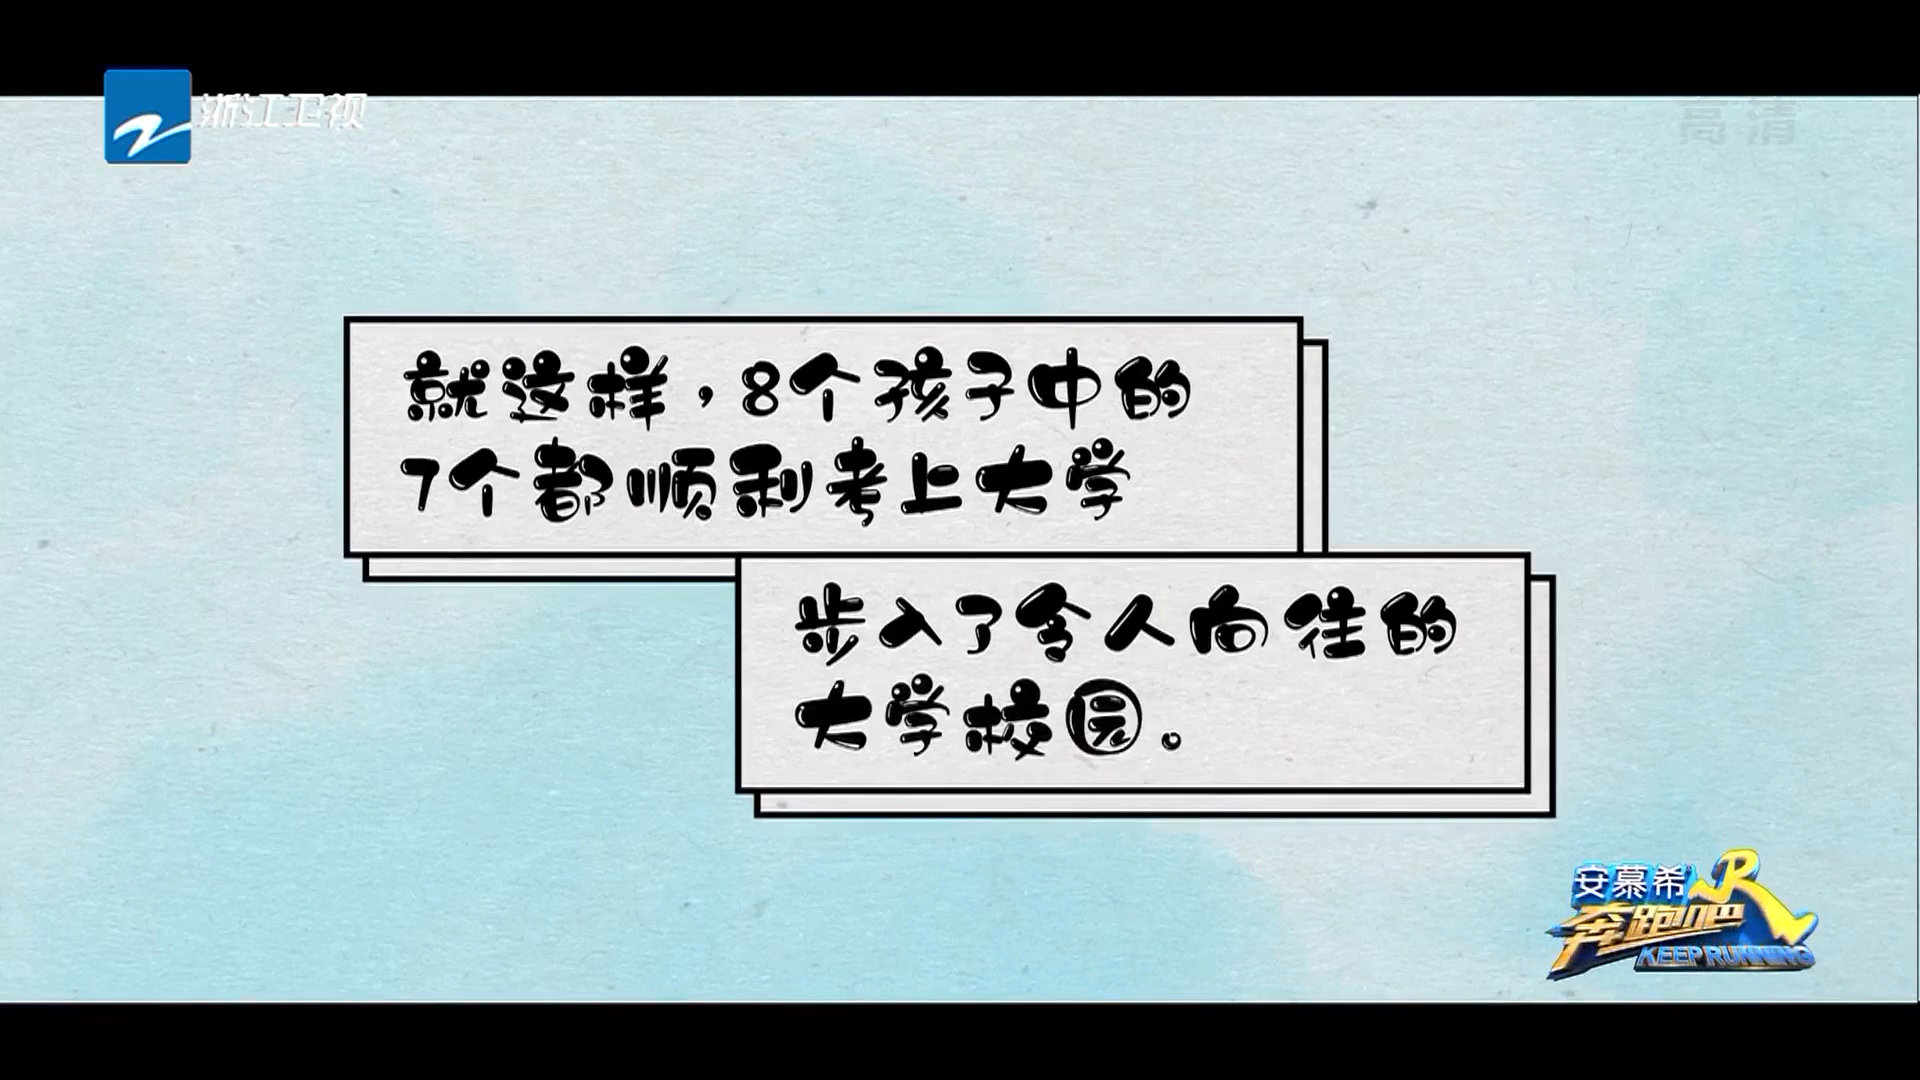 浙江卫视
高清
就这样，8个孩子中的
7个都顺利考上大学
步入了令人向往的
大学校园。
安慕希
奔跑吧
KEEP RUNNING